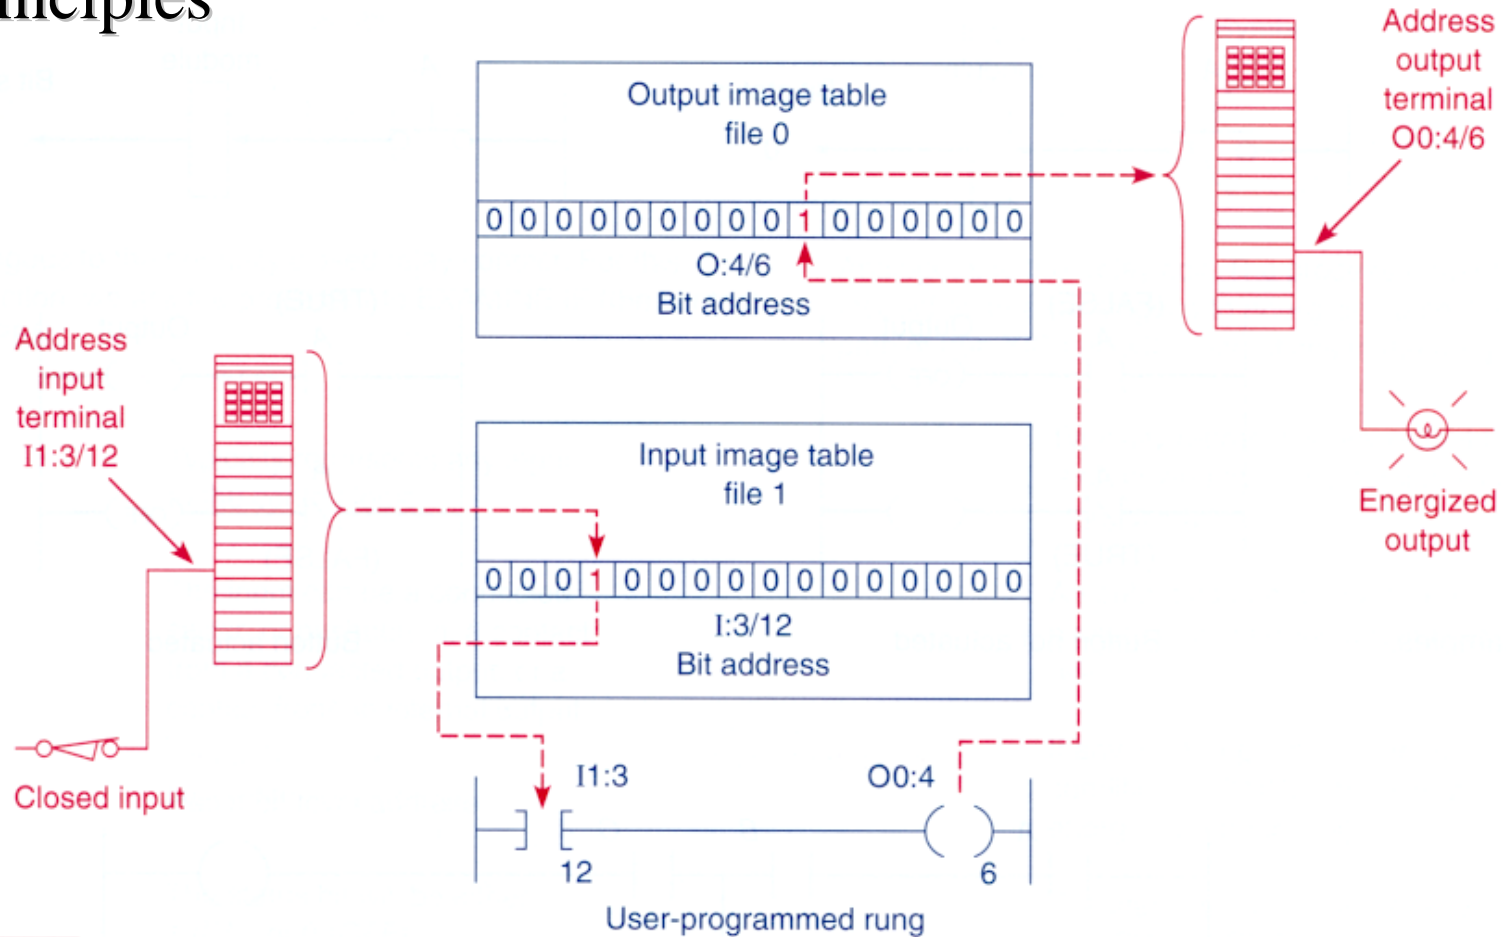 Output image table
file 0
0 0 0 0 0 0 0 0 0 1 0 0 0 0 0 0
O:4/6
Bit address
Address
output
terminal
O0:4/6
Energized
output
Address
input
terminal
I1:3/12
Closed input
Input image table
file 1
0 0 0 1 0 0 0 0 0 0 0 0 0 0 0 0
I:3/12
Bit address
I1:3
O0:4
12
6
User-programmed rung